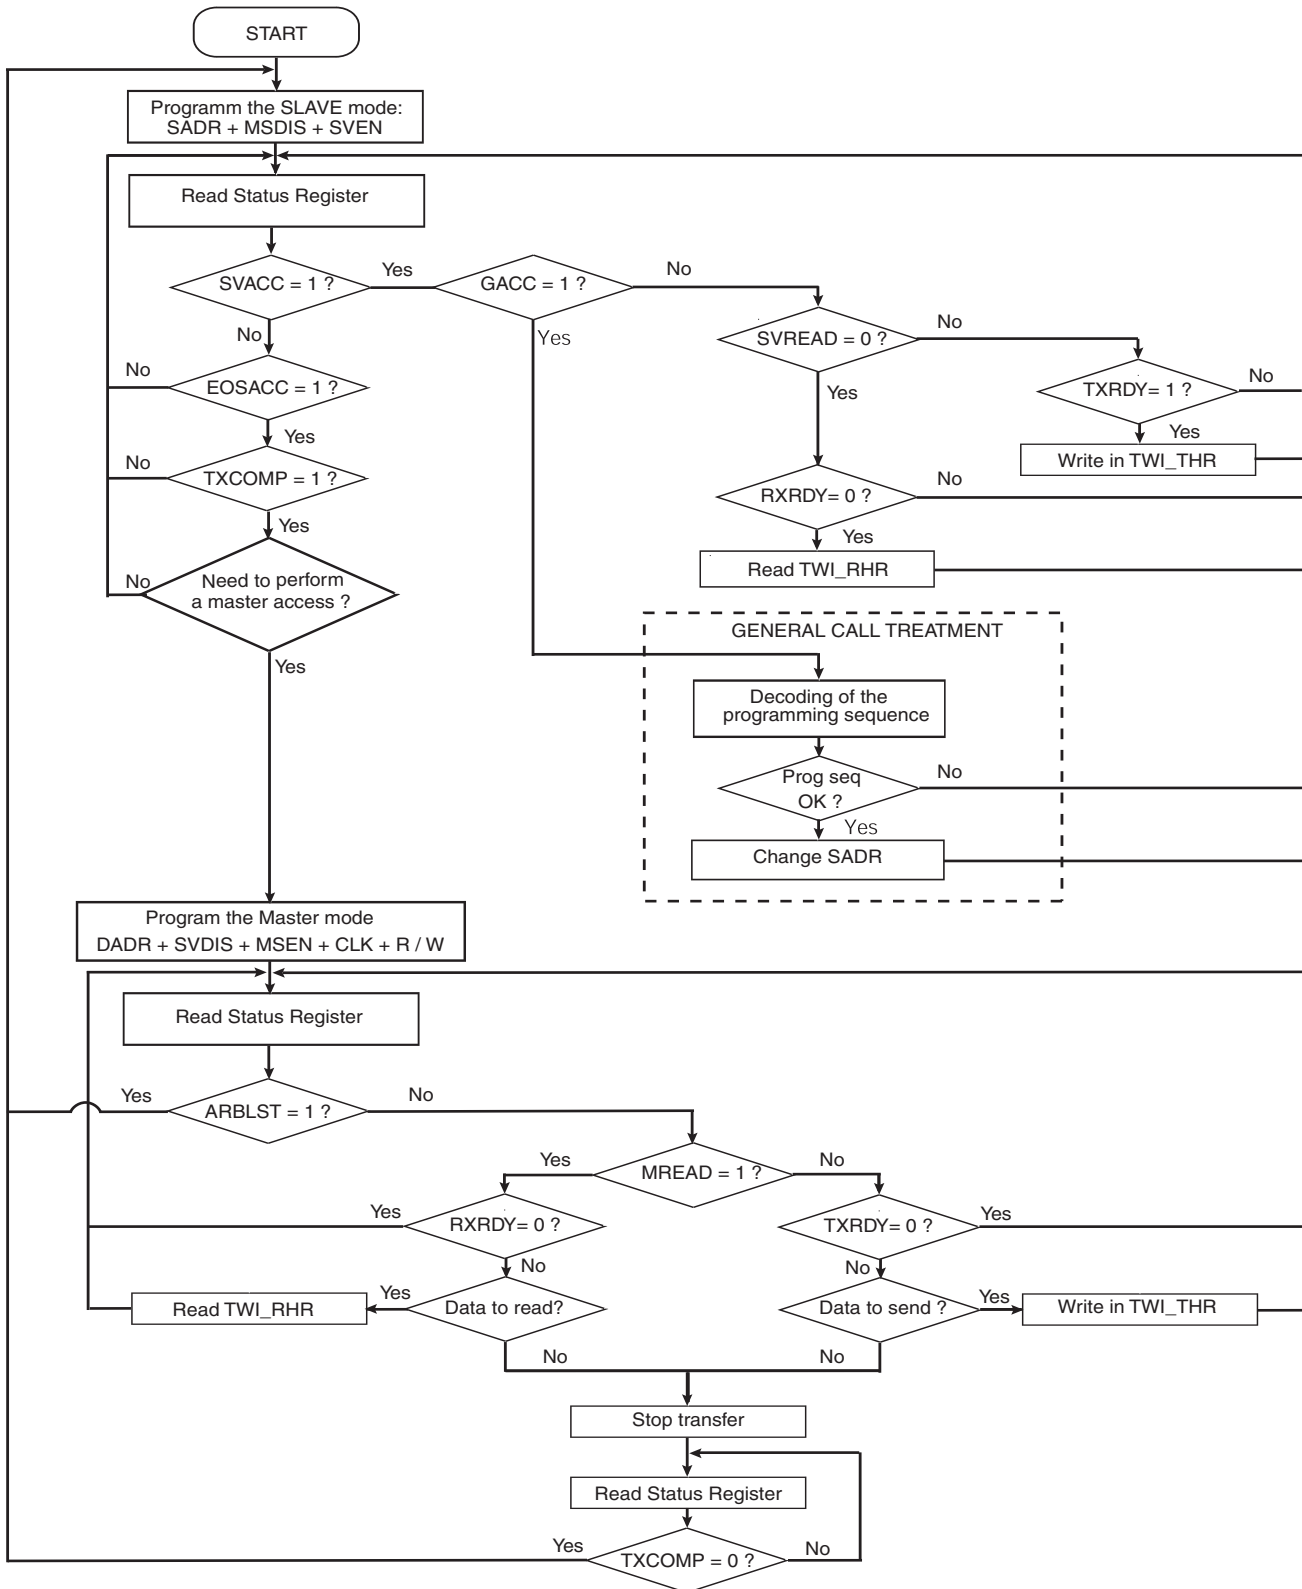 START
Programm the SLAVE mode:
SADR + MSDIS + SVEN
Read Status Register
SVACC = 1 ?
Yes
GACC = 1 ?
No
No
Yes
SVREAD = 0 ?
No
No
EOSACC = 1 ?
Yes
TXRDY= 1 ?
No
Yes
Yes
Write in TWI_THR
No
TXCOMP = 1 ?
RXRDY= 0 ?
No
Yes
Yes
Read TWI_RHR
No
Need to perform
a master access ?
Yes
GENERAL CALL TREATMENT
Decoding of the
programming sequence
Prog seq
OK ?
No
Yes
Change SADR
Program the Master mode
DADR + SVDIS + MSEN + CLK + R / W
Read Status Register
Yes
ARBLST = 1 ?
No
Yes
MREAD = 1 ?
No
Yes
RXRDY= 0 ?
TXRDY= 0 ?
Yes
No
No
Read TWI_RHR
Yes
Data to read?
Data to send ?
Yes
Write in TWI_THR
No
No
Stop transfer
Read Status Register
Yes
TXCOMP = 0 ?
No